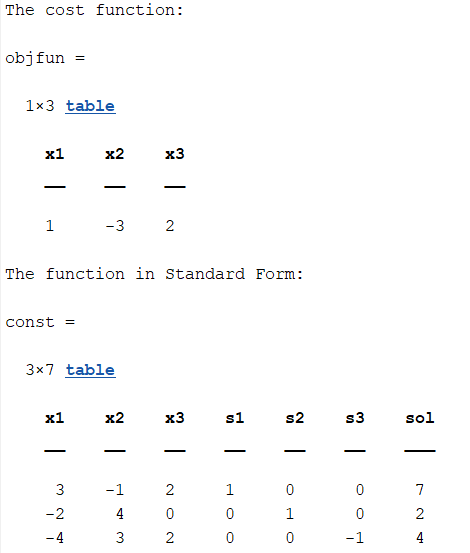 The cost function:
objfun =
1×3 table
x1 x2 x3
1 -3 2
The function in Standard Form:
const =
3×7 table
x1 x2 x3 s1 s2 s3 sol
3 -1 2 1 0 0 7
-2 4 0 0 1 0 2
-4 3 2 0 0 -1 4